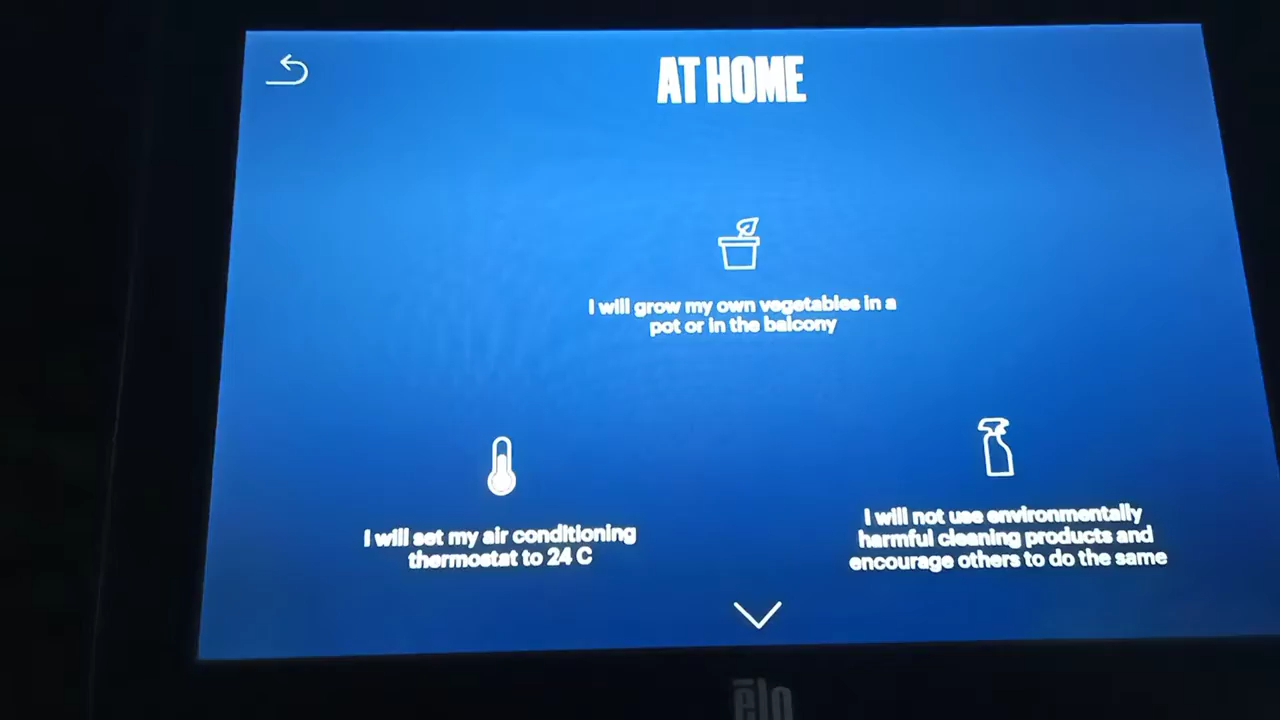 AT HOME
I will grow my own vegetables in a
pot or in the balcony
I will set my air conditioning
thermostat to 24 C
I will not use environmentally
harmful cleaning products and
encourage others to do the same
elo